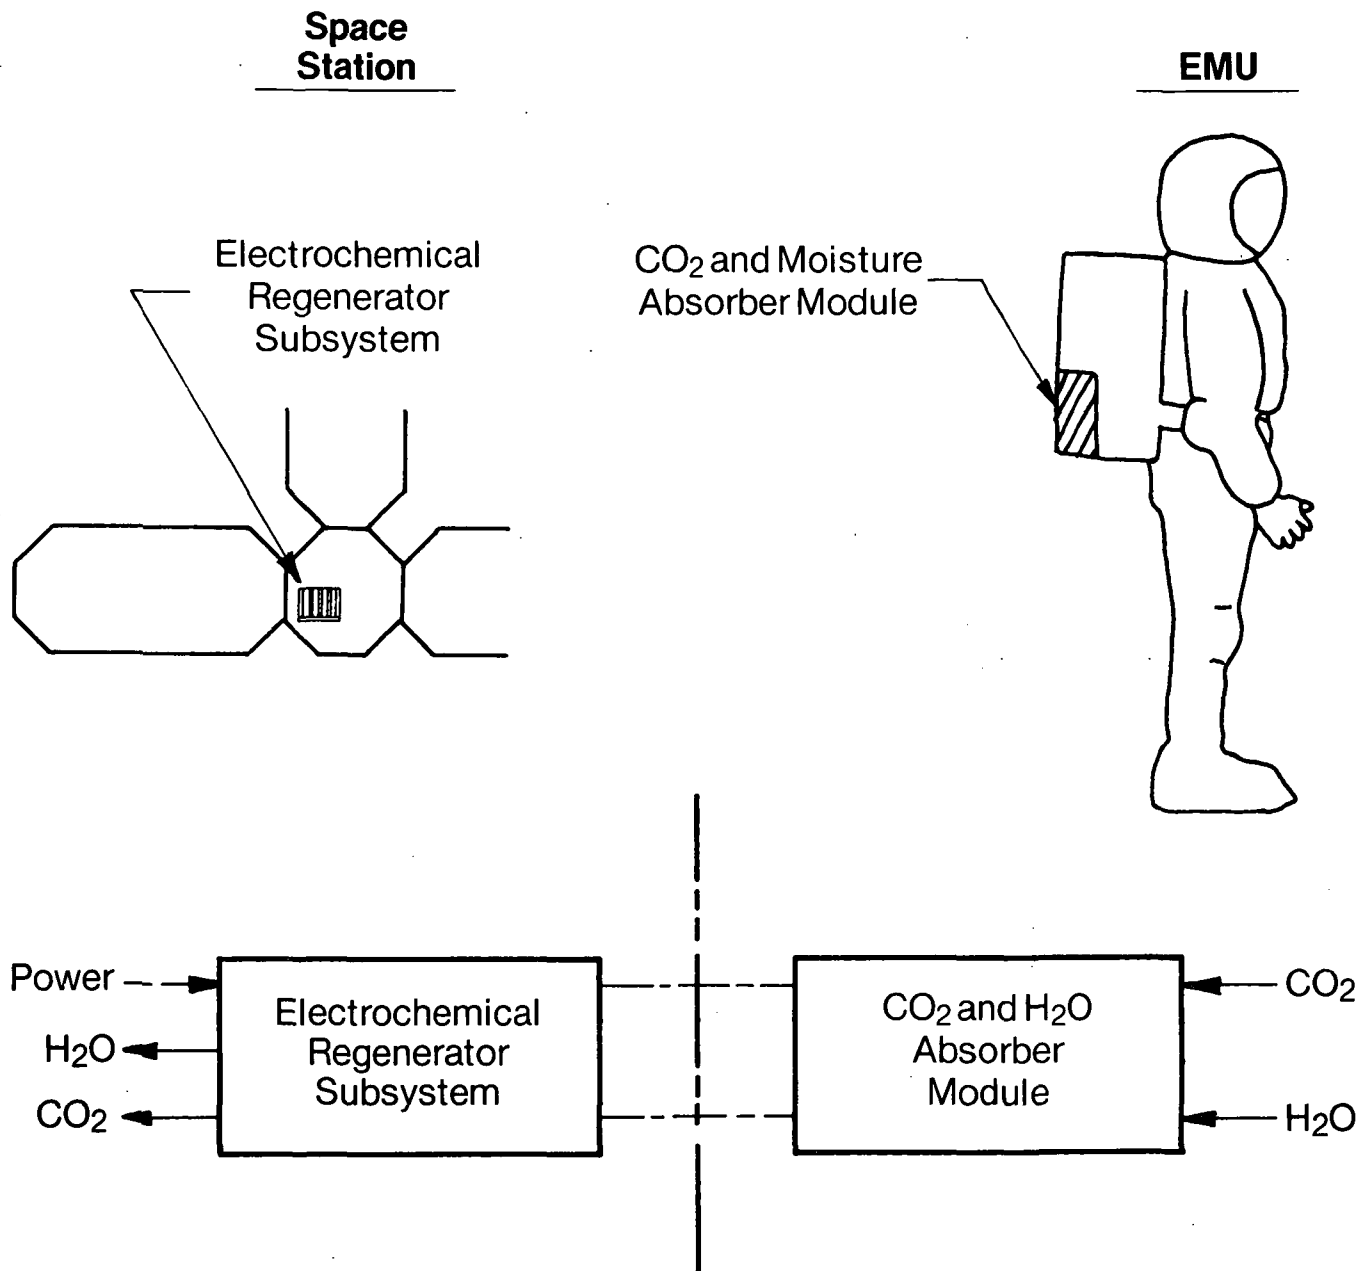 Space
Station
EMU
Electrochemical
Regenerator
Subsystem
CO2 and Moisture
Absorber Module
Power
H2O
CO2
Electrochemical
Regenerator
Subsystem
CO2 and H2O
Absorber
Module
CO2
H2O